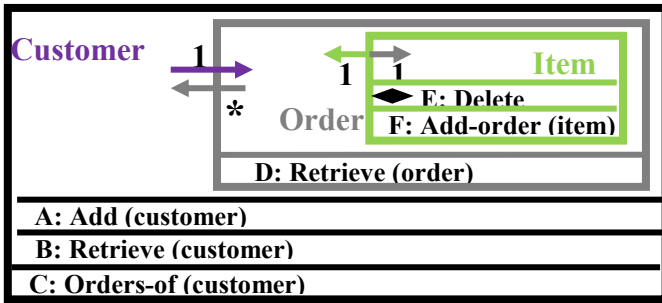 Customer
1
*
Order
1
1
Item
E: Delete
F: Add-order (item)
D: Retrieve (order)
A: Add (customer)
B: Retrieve (customer)
C: Orders-of (customer)